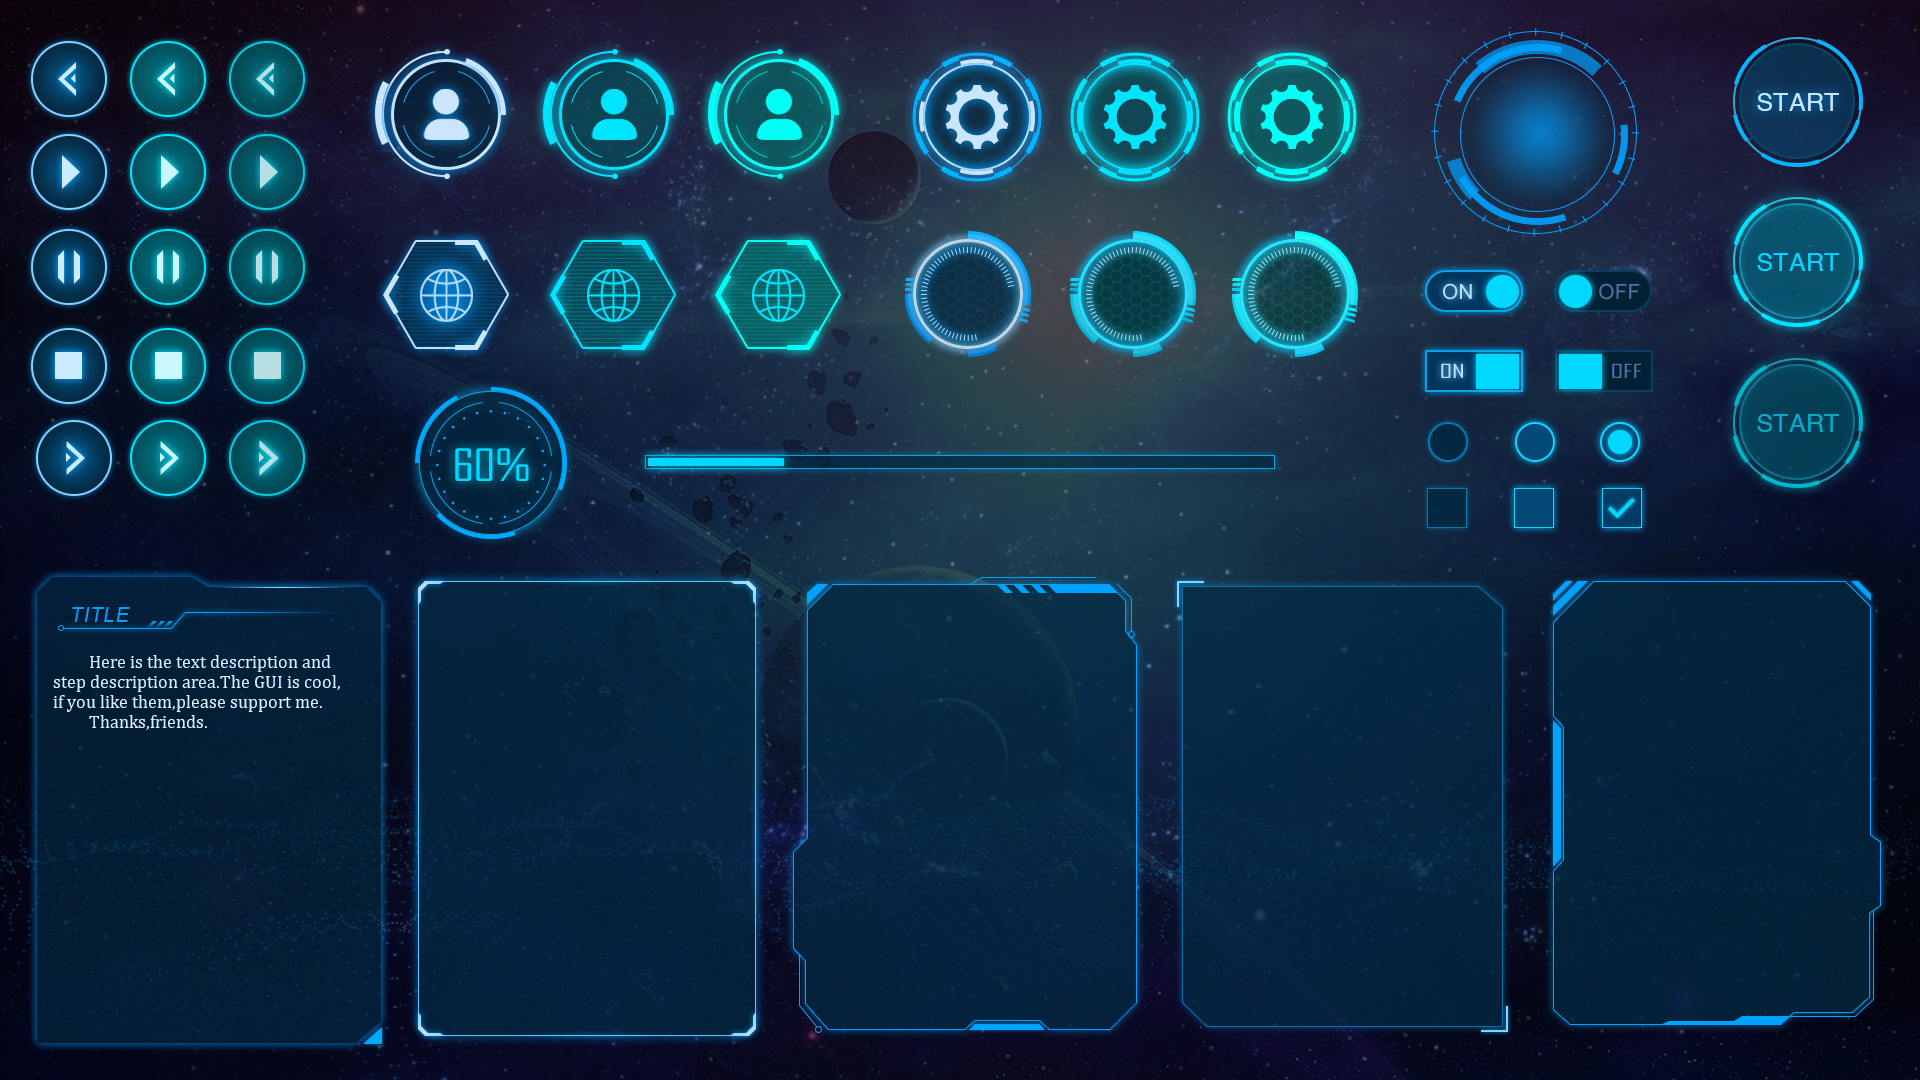 START
START
ON
OFF
ON
OFF
START
60%
TITLE
Here is the text description and
step description area.The GUI is cool,
if you like them,please support me.
Thanks,friends.